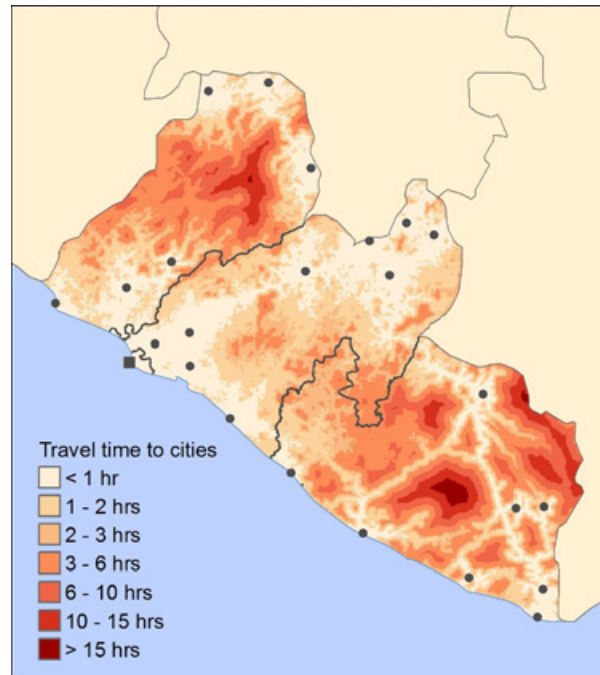 Travel time to cities
< 1 hr
1 - 2 hrs
2 - 3 hrs
3 - 6 hrs
6 - 10 hrs
10 - 15 hrs
> 15 hrs